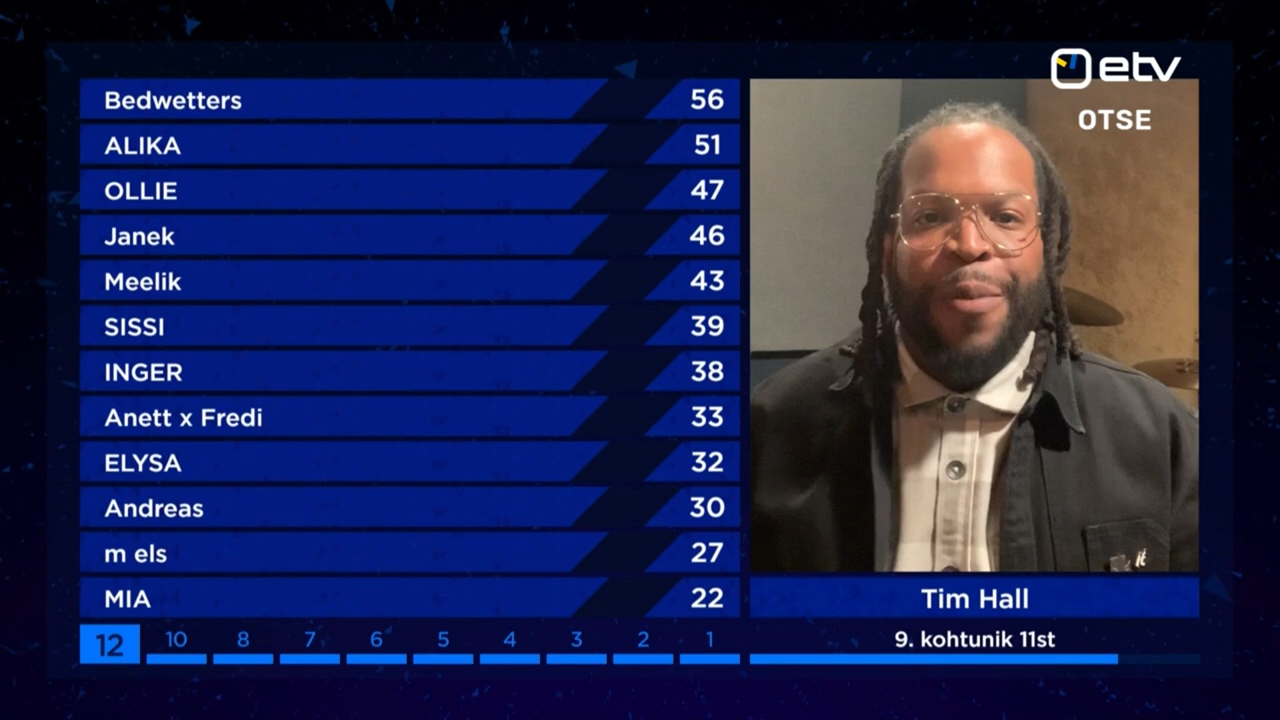 etv
OTSE
Bedwetters 56
ALIKA 51
OLLIE 47
Janek 46
Meelik 43
SISSI 39
INGER 38
Anett x Fredi 33
ELYSA 32
Andreas 30
m els 27
MIA 22
Tim Hall
12 10 8 7 6 5 4 3 2 1
9. kohtunik 11st